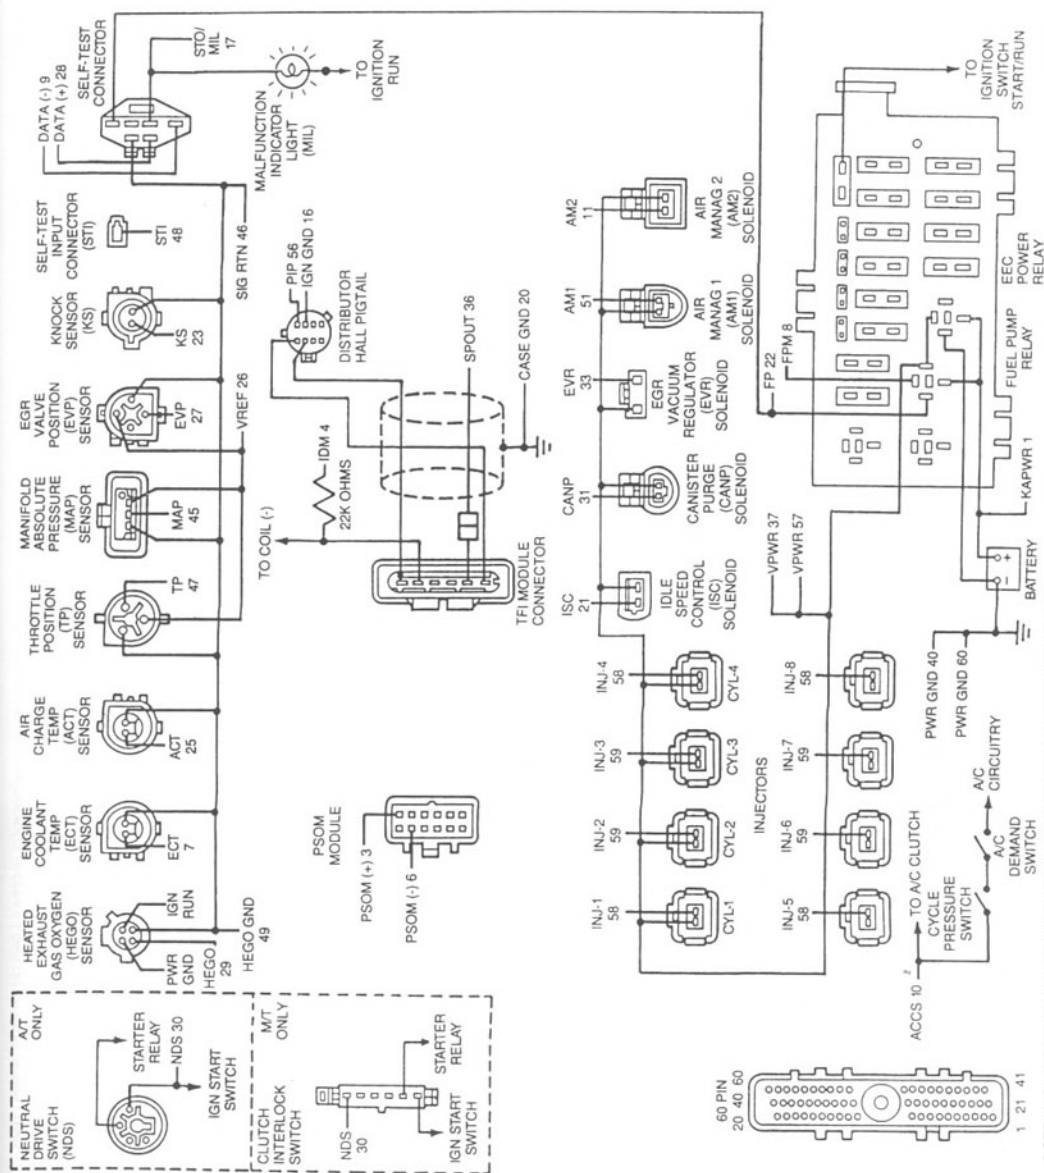 NEUTRAL
DRIVE
SWITCH
(NDS)
A/T
ONLY
STARTER
RELAY
NDS 30
IGN START
SWITCH
CLUTCH
INTERLOCK
SWITCH
M/T
ONLY
NDS
30
STARTER
RELAY
IGN START
SWITCH
HEATED
EXHAUST
GAS OXYGEN
(HEGO)
SENSOR
PWR
GND
IGN
RUN
HEGO
29
HEGO GND
49
ENGINE
COOLANT
TEMP
(ECT)
SENSOR
ECT
7
AIR
CHARGE
TEMP
(ACT)
SENSOR
ACT
25
THROTTLE
POSITION
(TP)
SENSOR
TP
47
MANIFOLD
ABSOLUTE
PRESSURE
(MAP)
SENSOR
MAP
45
EGR
VALVE
POSITION
(EVP)
SENSOR
EVP
27
VREF 26
KNOCK
SENSOR
(KS)
KS
23
SELF-TEST
INPUT
CONNECTOR
(STI)
STI
48
SIG RTN 46
DATA (-) 9
DATA (+) 28
SELF-TEST
CONNECTOR
STO/
MIL
17
MALFUNCTION
INDICATOR
LIGHT
(MIL)
TO
IGNITION
RUN
PSOM
MODULE
PSOM (+) 3
PSOM (-) 6
TO COIL (-)
22K OHMS
IDM 4
TFI MODULE
CONNECTOR
PIP 56
IGN GND 16
DISTRIBUTOR
HALL PIGTAIL
SPOUT 36
CASE GND 20
INJ-1
58
CYL-1
INJ-2
59
CYL-2
INJ-3
59
CYL-3
INJ-4
58
CYL-4
INJECTORS
INJ-5
58
INJ-6
59
INJ-7
59
INJ-8
58
ISC
21
IDLE
SPEED
CONTROL
(ISC)
SOLENOID
CANP
31
CANISTER
PURGE
(CANP)
SOLENOID
EVR
33
EGR
VACUUM
REGULATOR
(EVR)
SOLENOID
AM1
51
AIR
MANAG 1
(AM1)
SOLENOID
AM2
11
AIR
MANAG 2
(AM2)
SOLENOID
VPWR 37
VPWR 57
FP 22
FPM 8
TO
IGNITION
SWITCH
START/RUN
EEC
POWER
RELAY
FUEL PUMP
RELAY
KAPWR 1
+
-
BATTERY
PWR GND 40
PWR GND 60
ACCS 10
TO A/C CLUTCH
CYCLE
PRESSURE
SWITCH
A/C
DEMAND
SWITCH
A/C
CIRCUITRY
60 PIN
20 40 60
1 21 41